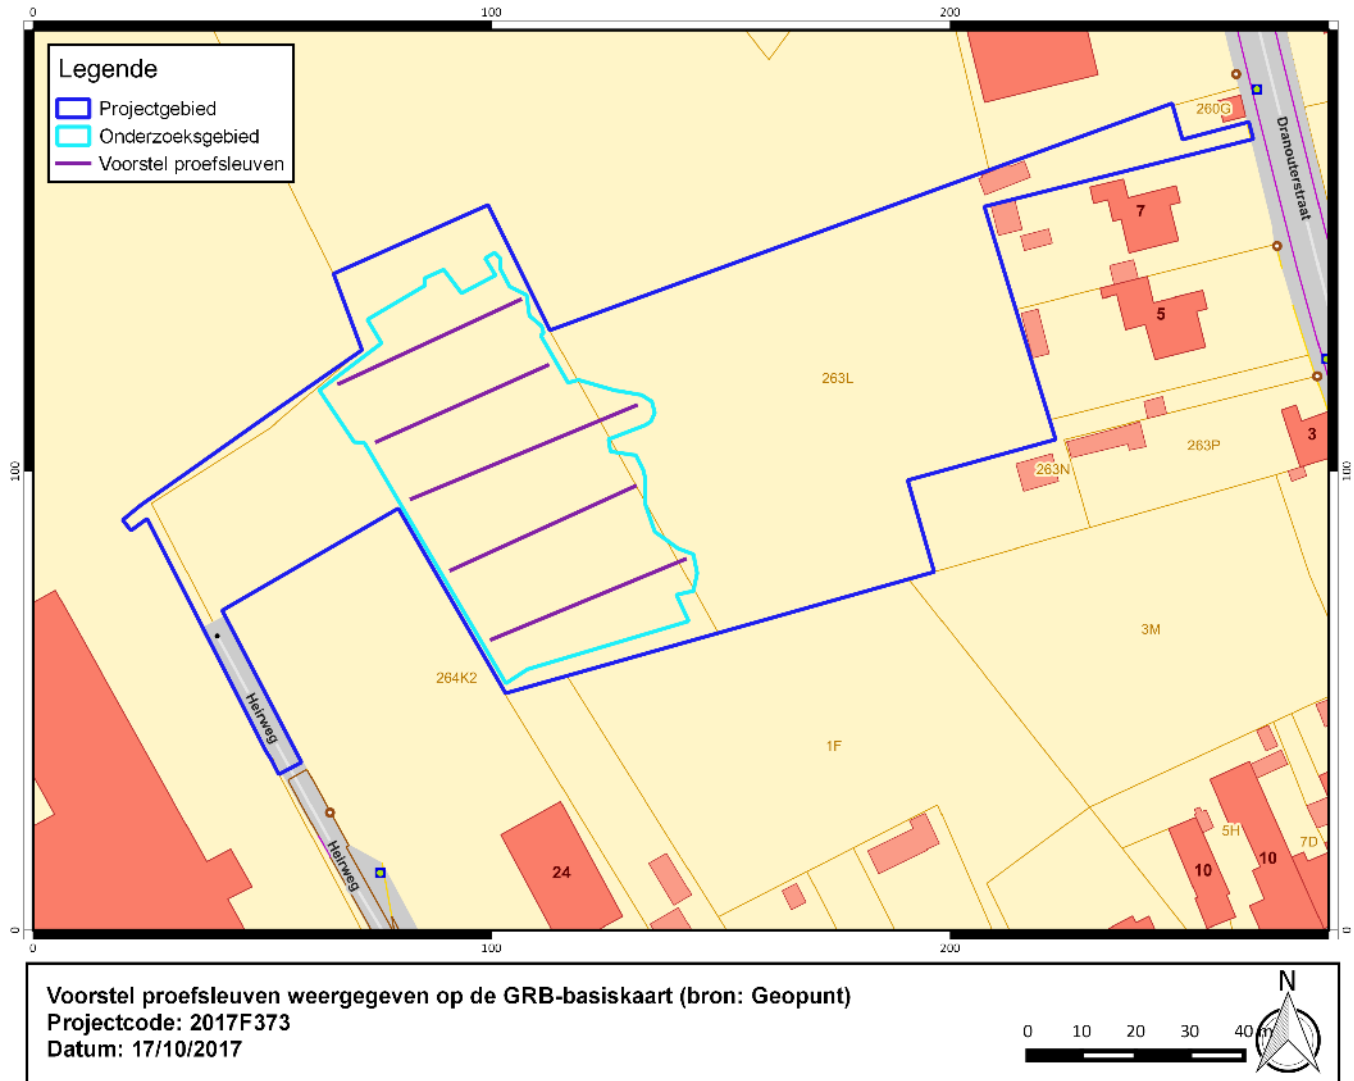 0
100
200
Legende
Projectgebied
Onderzoeksgebied
Voorstel proefsleuven
260G
Dranouterstraat
7
5
263L
3
263P
263N
100
100
3M
264K2
Heirweg
1F
Heirweg
24
5H
7D
10
10
0
0
0
100
200
Voorstel proefsleuven weergegeven op de GRB-basiskaart (bron: Geopunt)
Projectcode: 2017F373
Datum: 17/10/2017
0 10 20 30 40 m
N